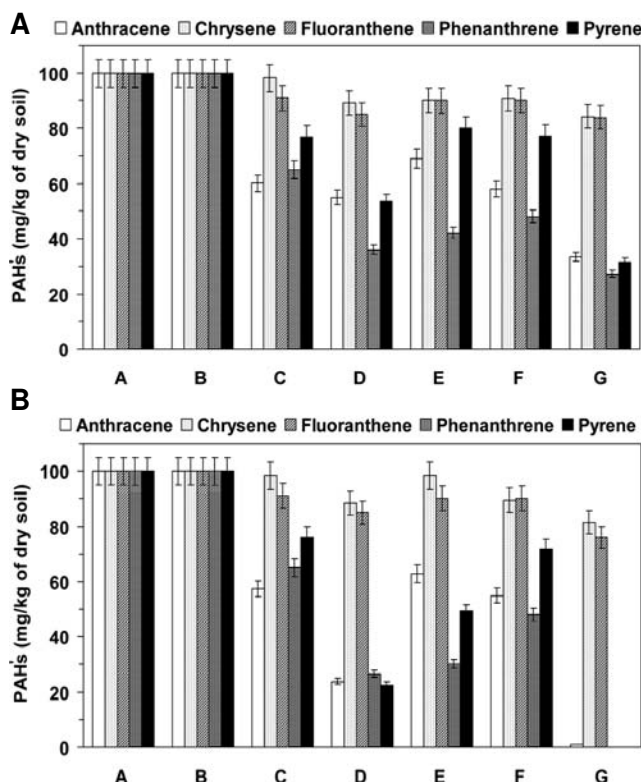 A
Anthracene Chrysene Fluoranthene Phenanthrene Pyrene
PAH's (mg/kg of dry soil)
100
80
60
40
20
0
A B C D E F G
B
Anthracene Chrysene Fluoranthene Phenanthrene Pyrene
PAH's (mg/kg of dry soil)
100
80
60
40
20
0
A B C D E F G